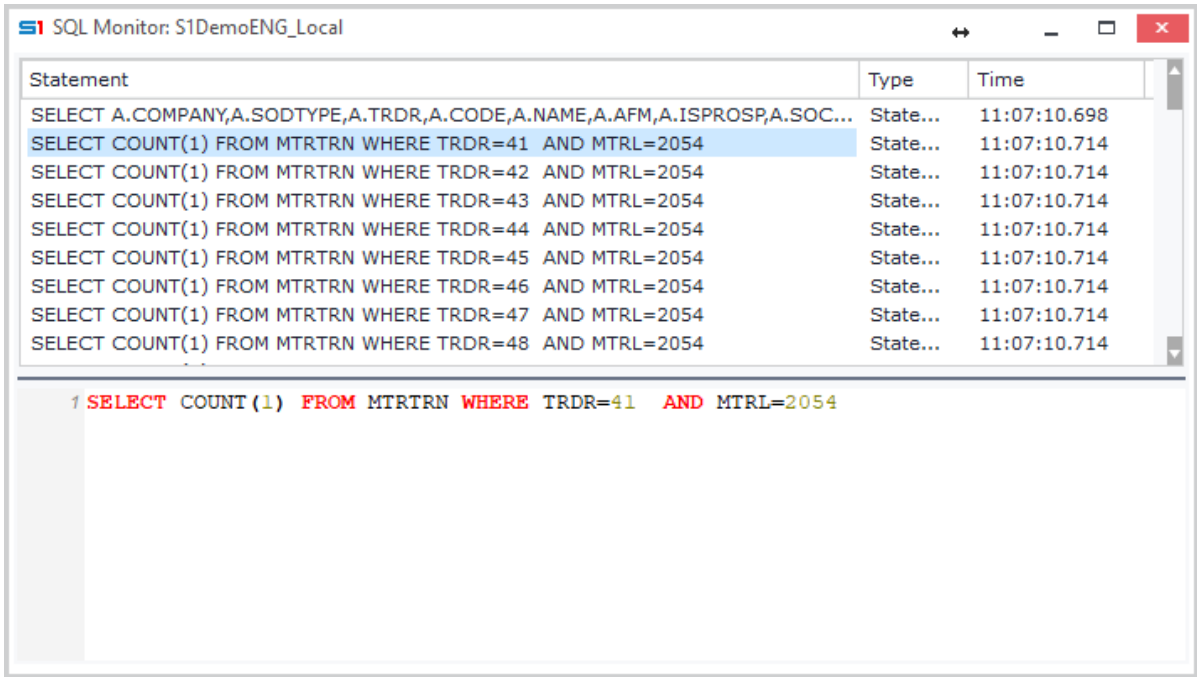 S1 SQL Monitor: S1DemoENG_Local
Statement Type Time
SELECT A.COMPANY,A.SODTYPE,A.TRDR,A.CODE,A.NAME,A.AFM,A.ISPROSP,A.SOC... State... 11:07:10.698
SELECT COUNT(1) FROM MTRTRN WHERE TRDR=41  AND MTRL=2054 State... 11:07:10.714
SELECT COUNT(1) FROM MTRTRN WHERE TRDR=42  AND MTRL=2054 State... 11:07:10.714
SELECT COUNT(1) FROM MTRTRN WHERE TRDR=43  AND MTRL=2054 State... 11:07:10.714
SELECT COUNT(1) FROM MTRTRN WHERE TRDR=44  AND MTRL=2054 State... 11:07:10.714
SELECT COUNT(1) FROM MTRTRN WHERE TRDR=45  AND MTRL=2054 State... 11:07:10.714
SELECT COUNT(1) FROM MTRTRN WHERE TRDR=46  AND MTRL=2054 State... 11:07:10.714
SELECT COUNT(1) FROM MTRTRN WHERE TRDR=47  AND MTRL=2054 State... 11:07:10.714
SELECT COUNT(1) FROM MTRTRN WHERE TRDR=48  AND MTRL=2054 State... 11:07:10.714
1 SELECT COUNT(1) FROM MTRTRN WHERE TRDR=41  AND MTRL=2054